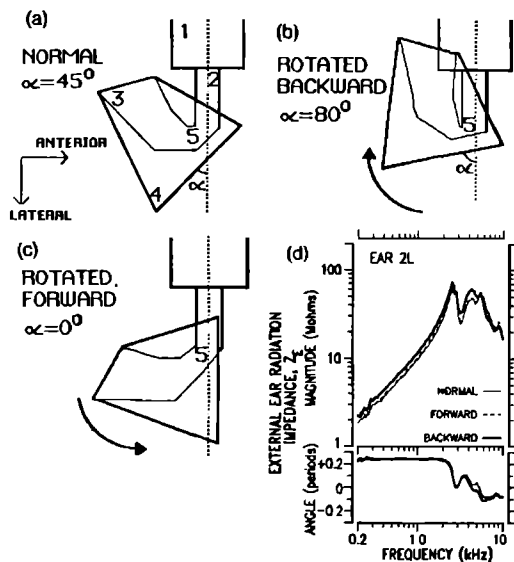 (a)
NORMAL
α=45°
1
2
3
4
5
α
ANTERIOR
LATERAL
(b)
ROTATED
BACKWARD
α=80°
5
α
(c)
ROTATED
FORWARD
α=0°
5
(d)
EAR 2L
EXTERNAL EAR RADIATION
IMPEDANCE, Z_E
MAGNITUDE (Mohms)
100
10
1
NORMAL
FORWARD
BACKWARD
ANGLE (periods)
+0.2
0
-0.2
0.2
1.0
10
FREQUENCY (kHz)